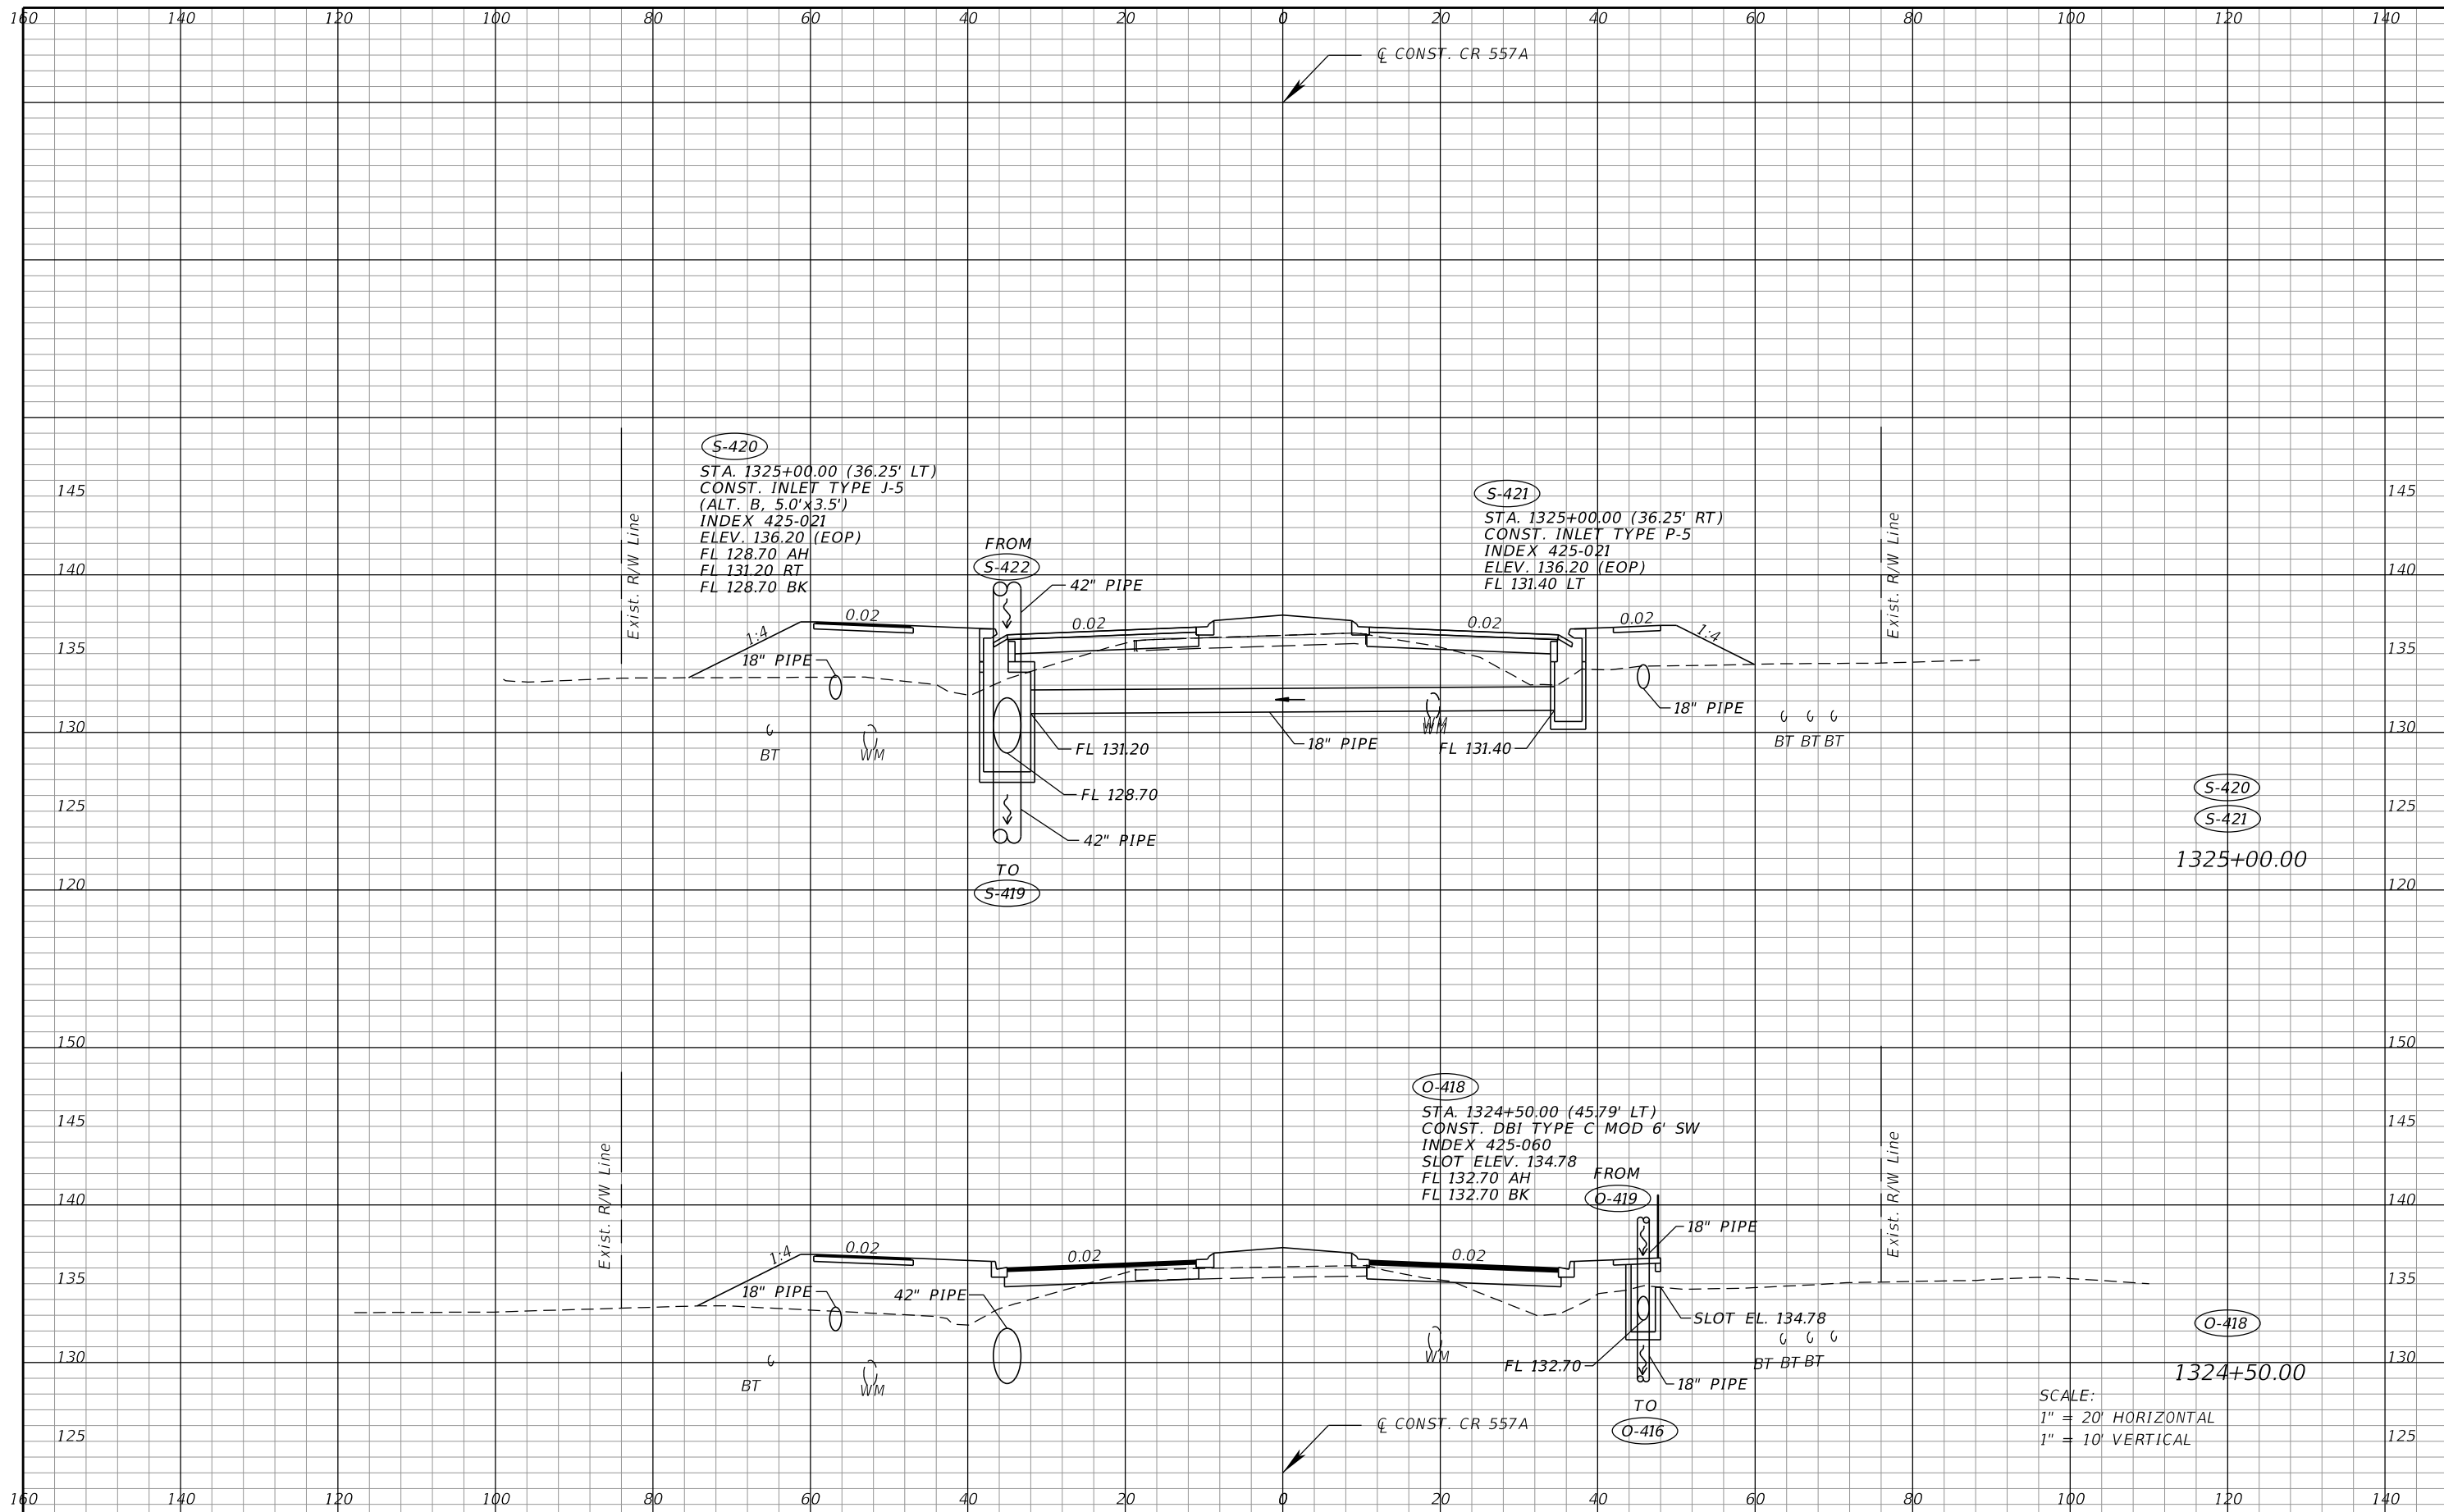 160 140 120 100 80 60 40 20 0 20 40 60 80 100 120 140
℄ CONST. CR 557A
S-420
STA. 1325+00.00 (36.25' LT)
CONST. INLET TYPE J-5
(ALT. B, 5.0'x3.5')
INDEX 425-021
ELEV. 136.20 (EOP)
FL 128.70 AH
FL 131.20 RT
FL 128.70 BK
S-421
STA. 1325+00.00 (36.25' RT)
CONST. INLET TYPE P-5
INDEX 425-021
ELEV. 136.20 (EOP)
FL 131.40 LT
145
145
Exist. R/W Line
Exist. R/W Line
FROM
S-422
140
140
42" PIPE
1:4
0.02
0.02
0.02
0.02
1:4
135
135
18" PIPE
18" PIPE
130
130
BT
WM
FL 131.20
18" PIPE
FL 131.40
WM
BT BT BT
FL 128.70
S-420
125
125
S-421
42" PIPE
1325+00.00
TO
S-419
120
120
150
150
O-418
STA. 1324+50.00 (45.79' LT)
CONST. DBI TYPE C MOD 6' SW
INDEX 425-060
SLOT ELEV. 134.78
FL 132.70 AH
FL 132.70 BK
145
145
Exist. R/W Line
Exist. R/W Line
FROM
O-419
140
140
18" PIPE
1:4
0.02
0.02
0.02
135
135
18" PIPE
42" PIPE
SLOT EL. 134.78
O-418
130
130
BT
WM
WM
FL 132.70
BT BT BT
18" PIPE
1324+50.00
TO
O-416
SCALE:
1" = 20' HORIZONTAL
1" = 10' VERTICAL
℄ CONST. CR 557A
125
125
160 140 120 100 80 60 40 20 0 20 40 60 80 100 120 140